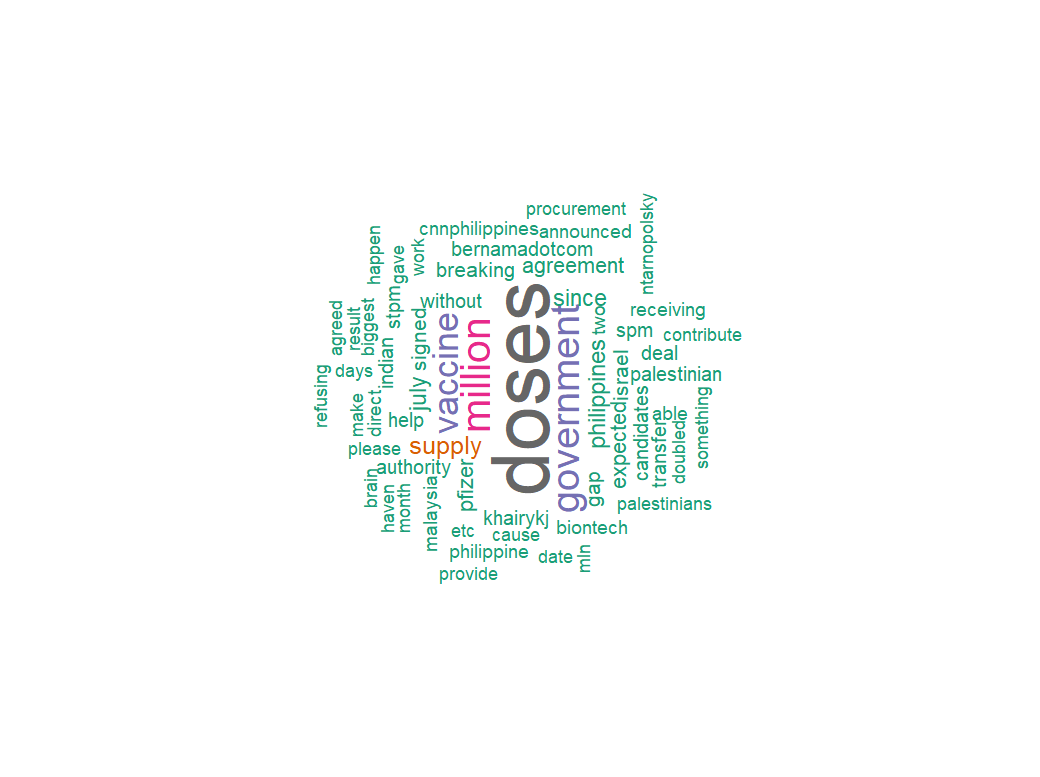 procurement
ntarnopolsky
cnnphilippines
announced
happen
gave
work
bernamadotcom
breaking
agreement
since
without
stpm
agreed
result
biggest
july
signed
vaccine
million
doses
government
two
receiving
spm
contribute
deal
palestinian
philippines
israel
expected
candidates
able
transfer
doubled
something
indian
days
refusing
make
direct
help
please
supply
authority
brain
haven
month
malaysia
pfizer
gap
palestinians
khairykj
biontech
etc
cause
philippine
date
mln
provide